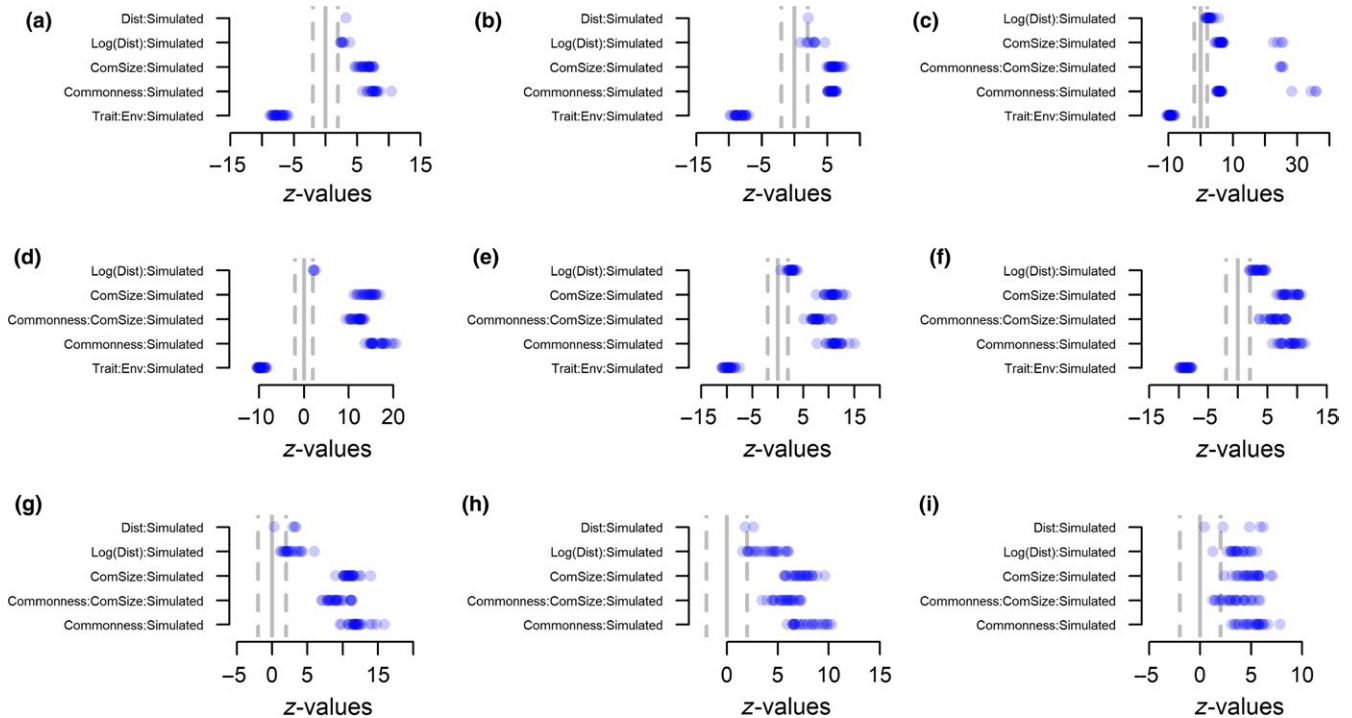 (a)
Dist:Simulated
Log(Dist):Simulated
ComSize:Simulated
Commonness:Simulated
Trait:Env:Simulated
−15 −5 5 15
z-values
(b)
Dist:Simulated
Log(Dist):Simulated
ComSize:Simulated
Commonness:Simulated
Trait:Env:Simulated
−15 −5 5 15
z-values
(c)
Log(Dist):Simulated
ComSize:Simulated
Commonness:ComSize:Simulated
Commonness:Simulated
Trait:Env:Simulated
−10 10 30
z-values
(d)
Log(Dist):Simulated
ComSize:Simulated
Commonness:ComSize:Simulated
Commonness:Simulated
Trait:Env:Simulated
−10 0 10 20
z-values
(e)
Log(Dist):Simulated
ComSize:Simulated
Commonness:ComSize:Simulated
Commonness:Simulated
Trait:Env:Simulated
−15 −5 5 15
z-values
(f)
Log(Dist):Simulated
ComSize:Simulated
Commonness:ComSize:Simulated
Commonness:Simulated
Trait:Env:Simulated
−15 −5 5 15
z-values
(g)
Dist:Simulated
Log(Dist):Simulated
ComSize:Simulated
Commonness:ComSize:Simulated
Commonness:Simulated
−5 0 5 15
z-values
(h)
Dist:Simulated
Log(Dist):Simulated
ComSize:Simulated
Commonness:ComSize:Simulated
Commonness:Simulated
0 5 10 15
z-values
(i)
Dist:Simulated
Log(Dist):Simulated
ComSize:Simulated
Commonness:ComSize:Simulated
Commonness:Simulated
−5 0 5 10
z-values